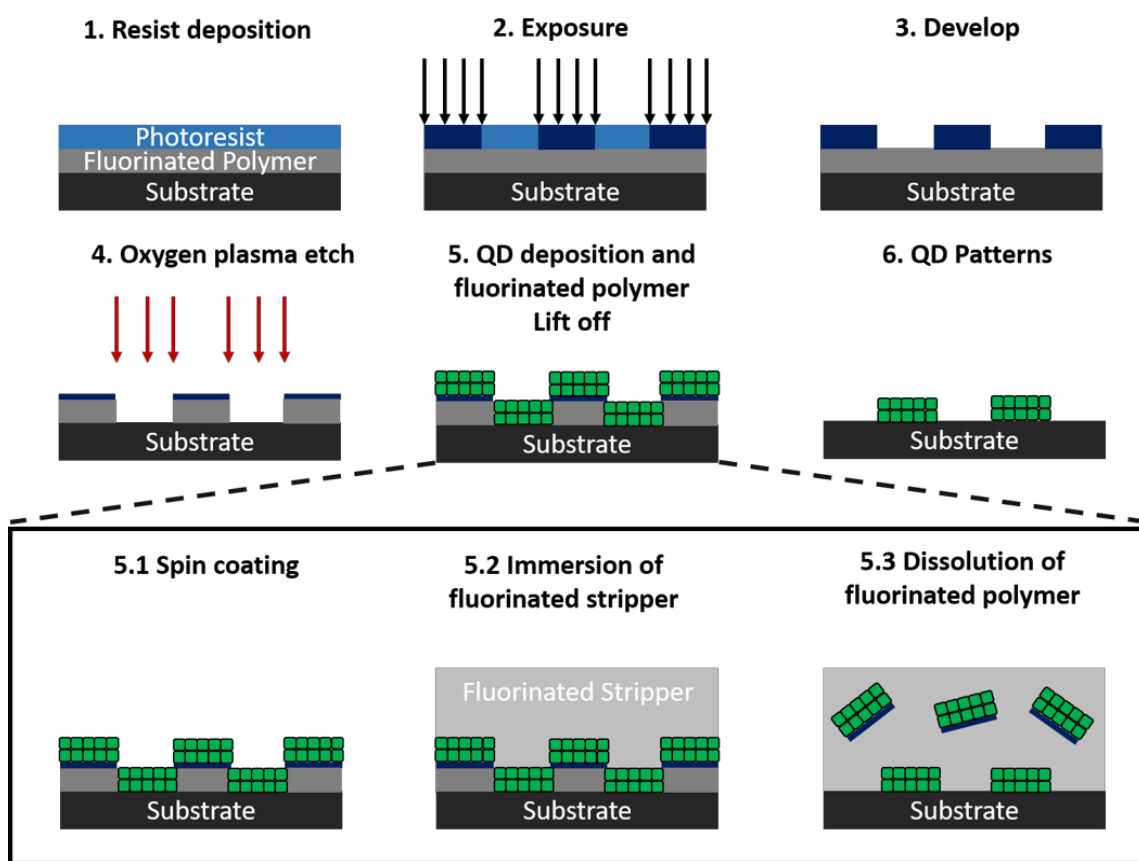 1. Resist deposition
2. Exposure
3. Develop
Photoresist
Fluorinated Polymer
Substrate
Substrate
Substrate
4. Oxygen plasma etch
5. QD deposition and
fluorinated polymer
Lift off
6. QD Patterns
Substrate
Substrate
Substrate
5.1 Spin coating
5.2 Immersion of
fluorinated stripper
5.3 Dissolution of
fluorinated polymer
Fluorinated Stripper
Substrate
Substrate
Substrate